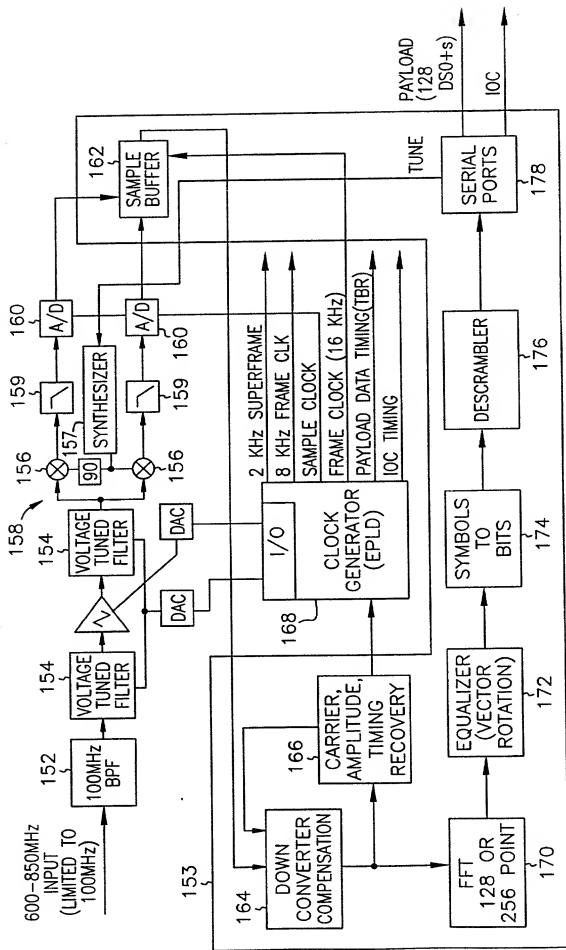 600-850MHz
INPUT
(LIMITED TO
100MHz)
152
100MHz
BPF
154
VOLTAGE
TUNED
FILTER
154
VOLTAGE
TUNED
FILTER
158
156
90
156
157
SYNTHESIZER
159
159
160
A/D
A/D
160
162
SAMPLE
BUFFER
DAC
DAC
153
164
DOWN
CONVERTER
COMPENSATION
166
CARRIER,
AMPLITUDE,
TIMING
RECOVERY
168
I/O
CLOCK
GENERATOR
(EPLD)
2 KHz SUPERFRAME
8 KHz FRAME CLK
SAMPLE CLOCK
FRAME CLOCK (16 KHz)
PAYLOAD DATA TIMING(TBR)
IOC TIMING
TUNE
FFT
128 OR
256 POINT
170
EQUALIZER
(VECTOR
ROTATION)
172
SYMBOLS
TO
BITS
174
DESCRAMBLER
176
SERIAL
PORTS
178
PAYLOAD
(128
DS0+s)
IOC